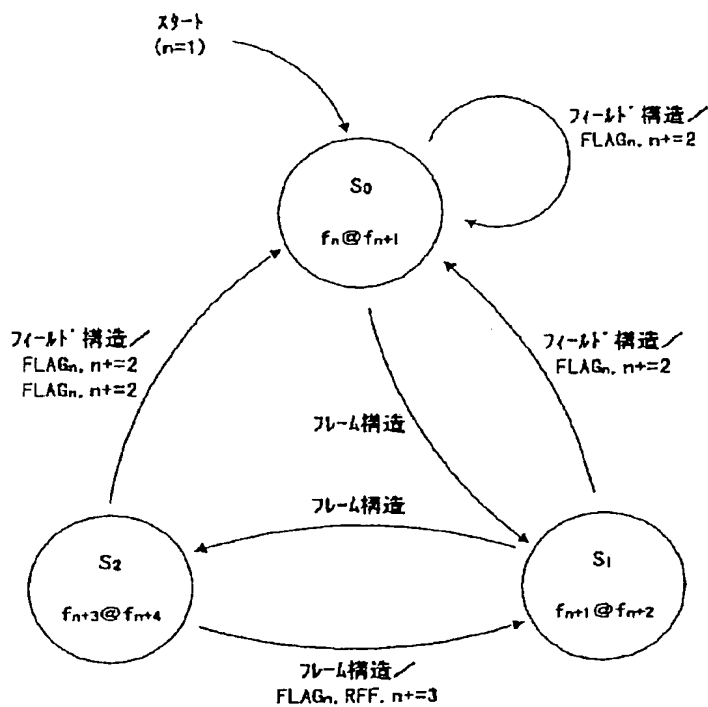 スタート
(n=1)
フィールド構造／
FLAGn, n+=2
S0
fn@fn+1
フィールド構造／
FLAGn, n+=2
FLAGn, n+=2
フィールド構造／
FLAGn, n+=2
フレーム構造
フレーム構造
S2
fn+3@fn+4
S1
fn+1@fn+2
フレーム構造／
FLAGn, RFF, n+=3